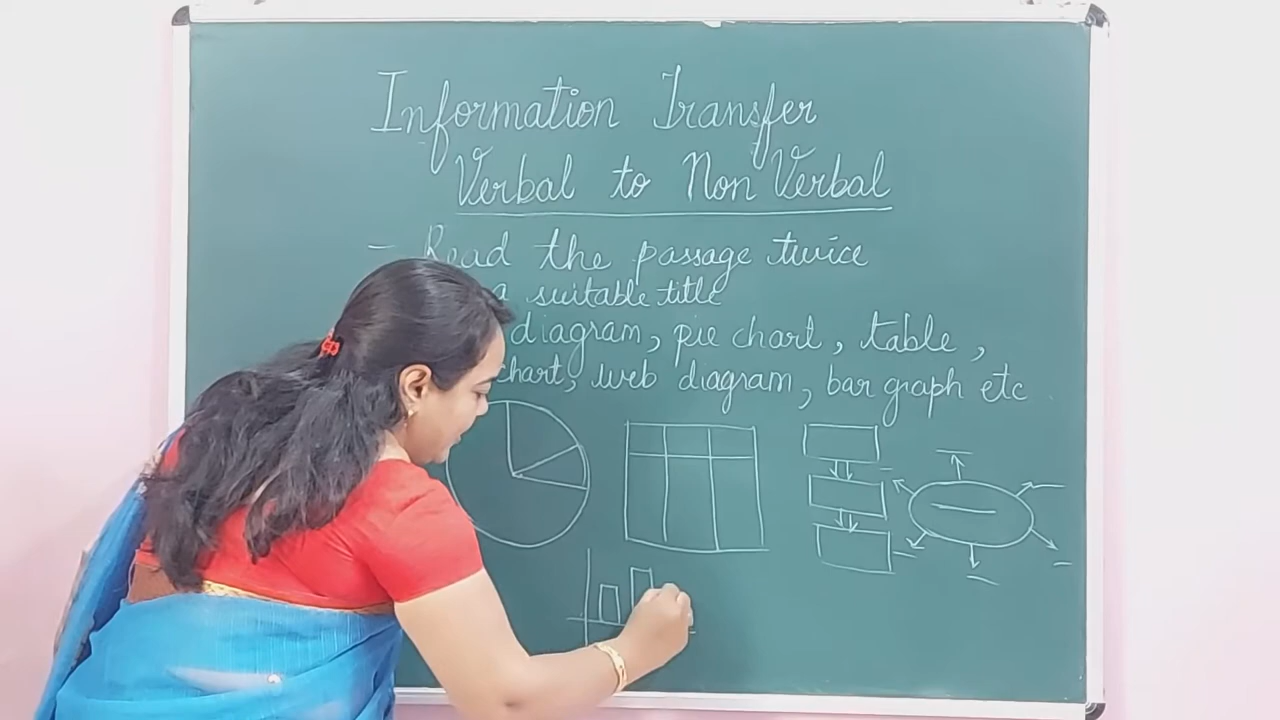 Information Transfer
Verbal to Non Verbal
- Read the passage twice
a suitable title
diagram, pie chart, table,
chart, web diagram, bar graph etc